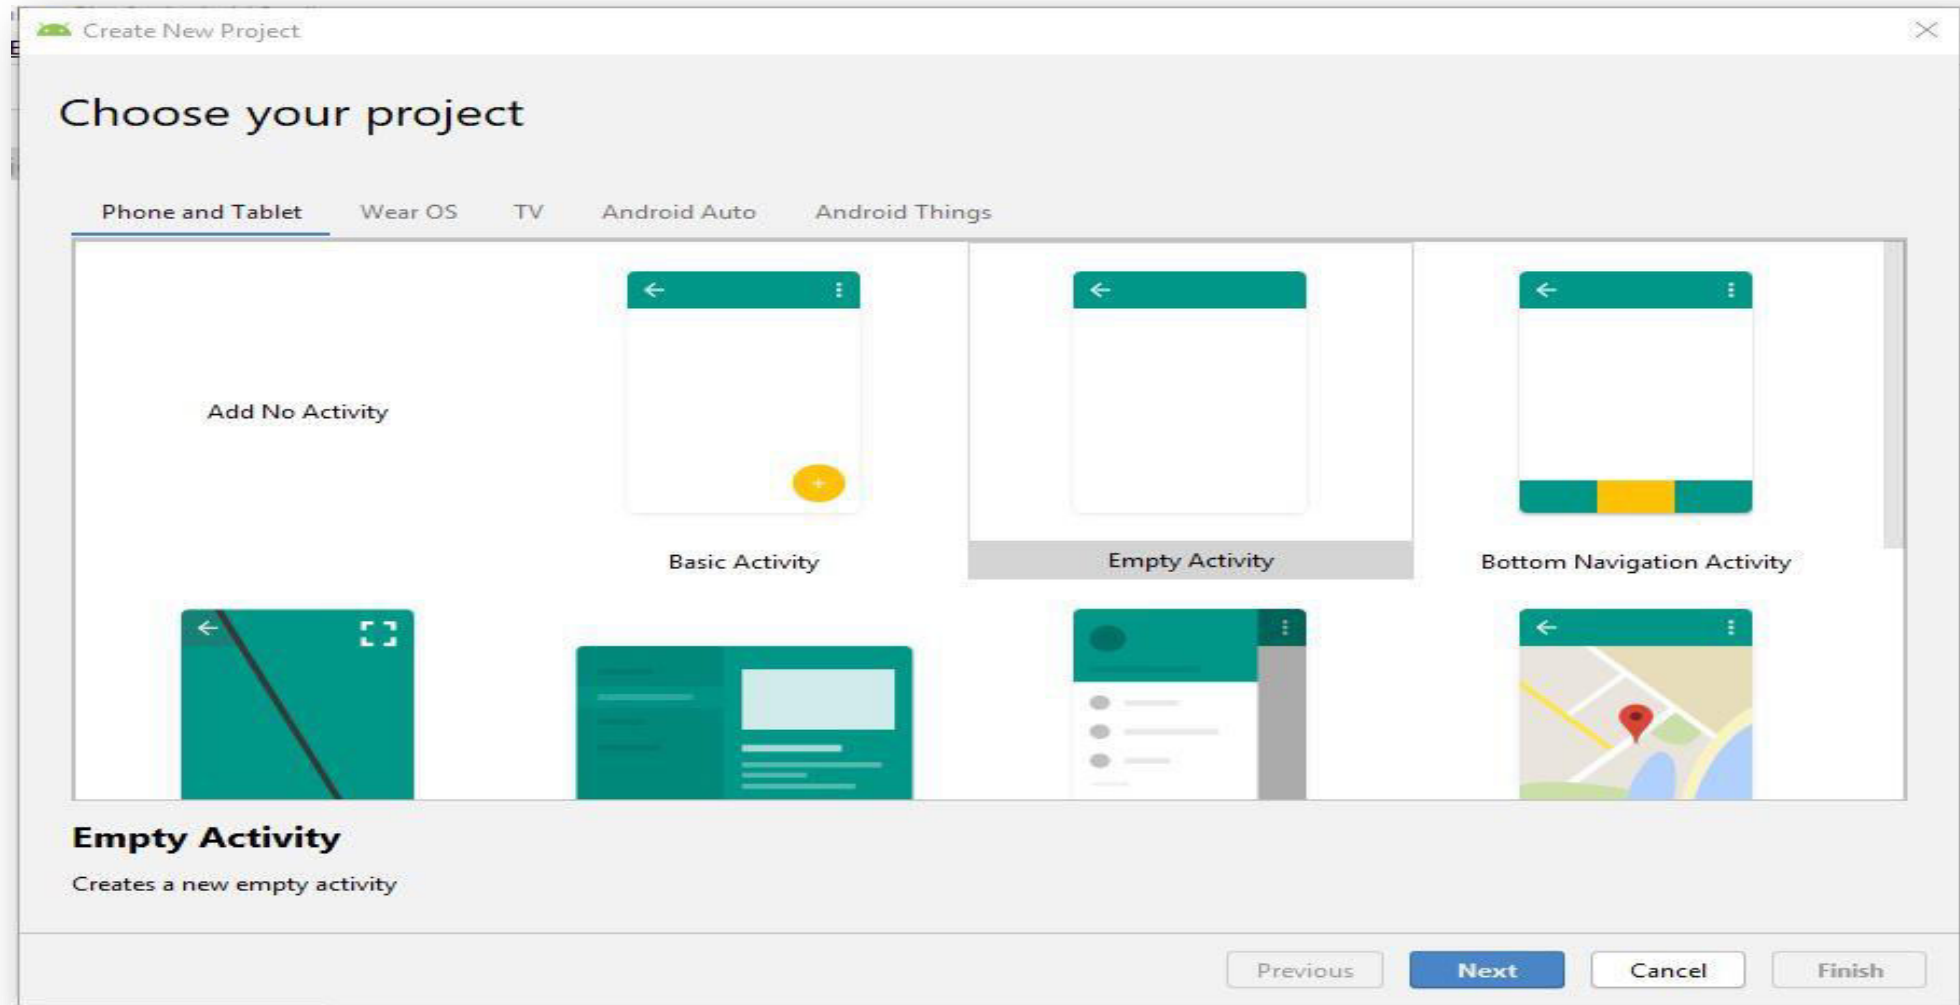 Create New Project
Choose your project
Phone and Tablet Wear OS TV Android Auto Android Things
Add No Activity
Basic Activity Empty Activity Bottom Navigation Activity
Empty Activity
Creates a new empty activity
Previous Next Cancel Finish